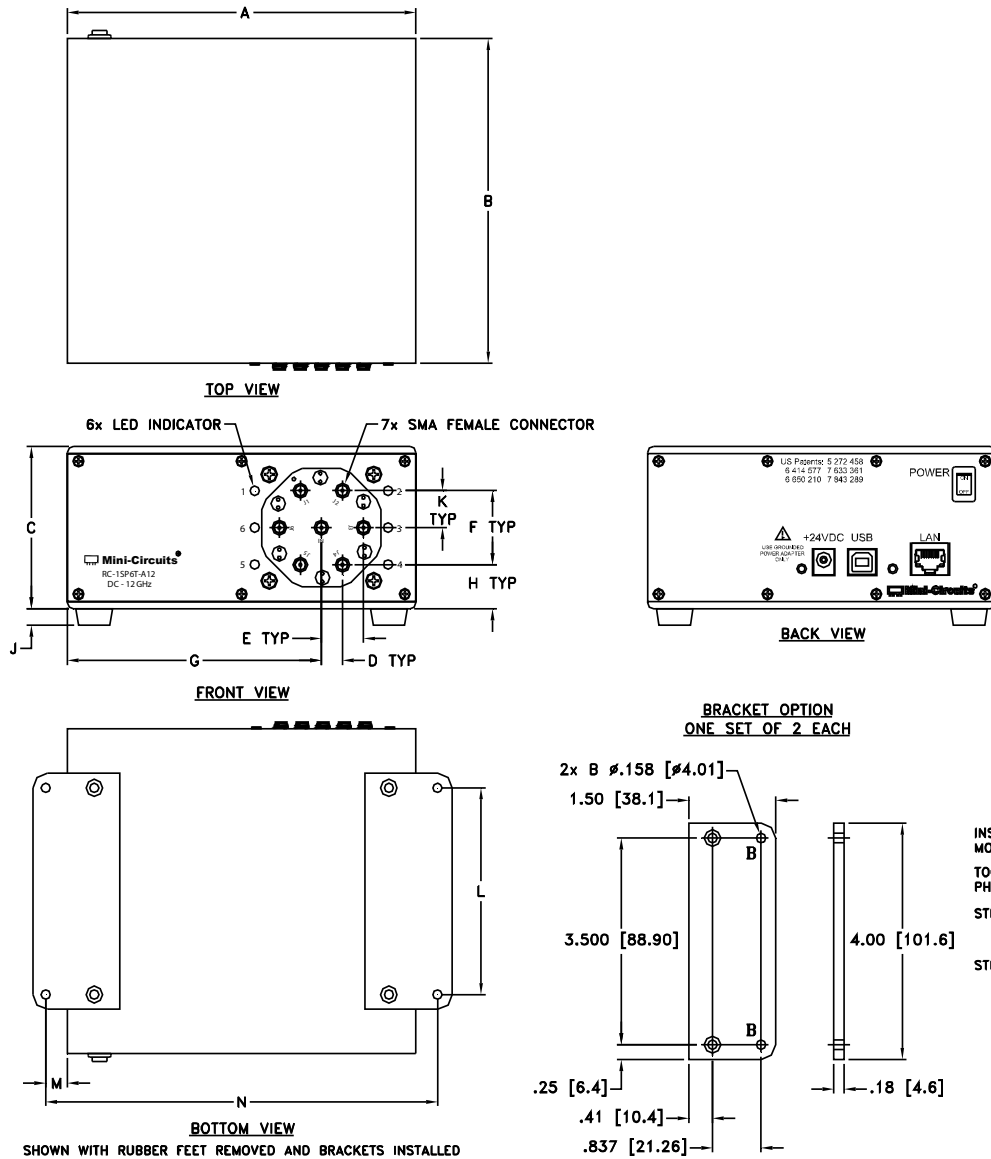 A
B
TOP VIEW
6x LED INDICATOR
7x SMA FEMALE CONNECTOR
1
2
J1
J2
K
TYP
F TYP
C
6
3
5
4
H TYP
Mini-Circuits®
RC-1SP6T-A12
DC - 12GHz
E TYP
J
G
D TYP
FRONT VIEW
US Patents: 5 272 458
6 414 577 7 633 361
6 650 210 7 843 289
POWER
ON
OFF
USE GROUNDED
POWER ADAPTER
ONLY
+24VDC USB
LAN
Mini-Circuits
BACK VIEW
L
M
N
BOTTOM VIEW
SHOWN WITH RUBBER FEET REMOVED AND BRACKETS INSTALLED
BRACKET OPTION
ONE SET OF 2 EACH
2x B ø.158 [ø4.01]
1.50 [38.1]
B
3.500 [88.90]
4.00 [101.6]
B
.25 [6.4]
.18 [4.6]
.41 [10.4]
.837 [21.26]